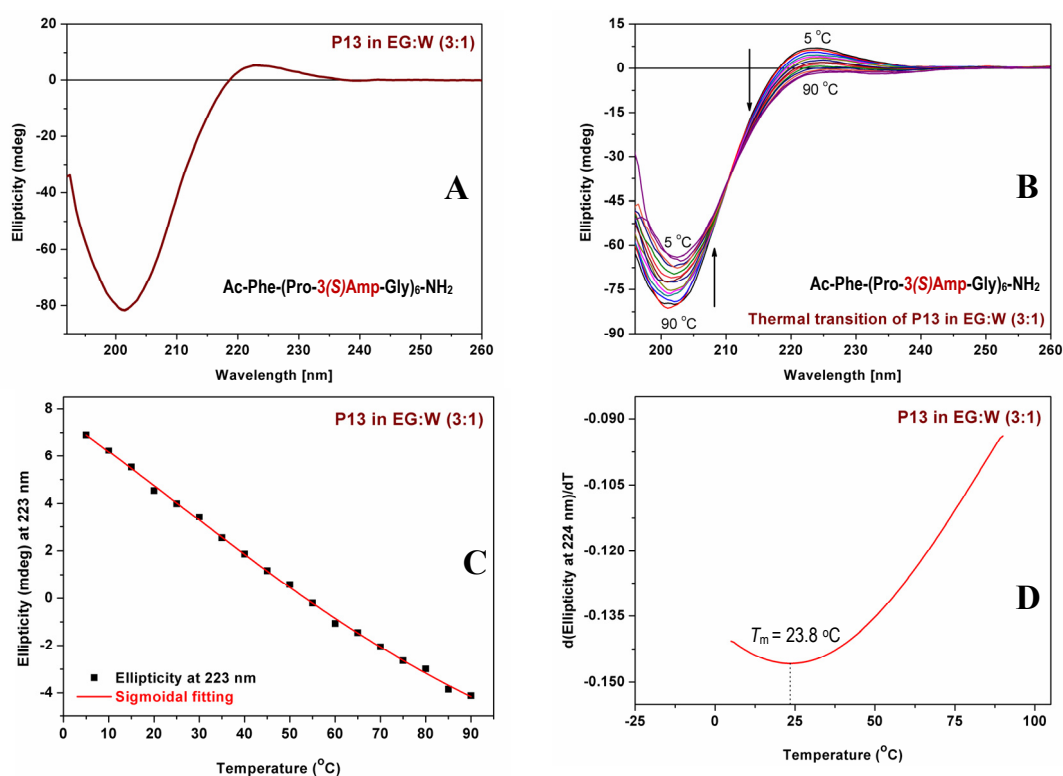 P13 in EG:W (3:1)
20
0
-20
-40
-60
-80
Ellipticity (mdeg)
A
Ac-Phe-(Pro-3(S)Amp-Gly)6-NH2
200 210 220 230 240 250 260
Wavelength [nm]
30
15
0
-15
-30
-45
-60
-75
-90
Ellipticity (mdeg)
5 °C
90 °C
B
5 °C
Ac-Phe-(Pro-3(S)Amp-Gly)6-NH2
90 °C
Thermal transition of P13 in EG:W (3:1)
200 210 220 230 240 250 260
Wavelength [nm]
P13 in EG:W (3:1)
8
6
4
2
0
-2
-4
Ellipticity (mdeg) at 223 nm
C
Ellipticity at 223 nm
Sigmoidal fitting
0 10 20 30 40 50 60 70 80 90
Temperature (°C)
P13 in EG:W (3:1)
-0.090
-0.105
-0.120
-0.135
-0.150
d(Ellipticity at 224 nm)/dT
D
Tm = 23.8 °C
-25 0 25 50 75 100
Temperature (°C)